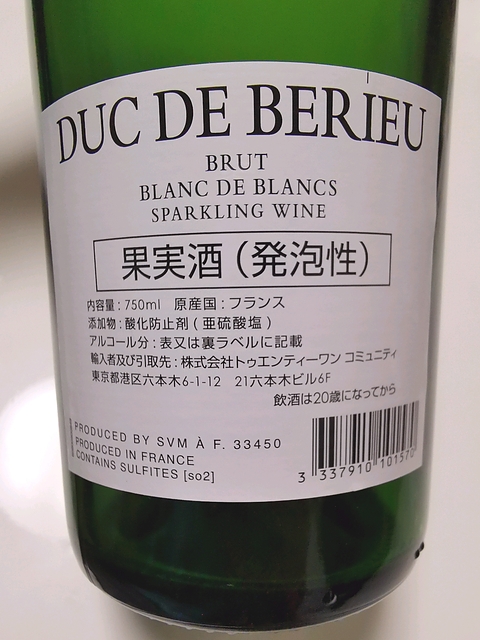 DUC DE BERIEU
BRUT
BLANC DE BLANCS
SPARKLING WINE
果実酒(発泡性)
内容量:750ml 原産国:フランス
添加物:酸化防止剤(亜硫酸塩)
アルコール分:表又は裏ラベルに記載
輸入者及び引取先:株式会社トゥエンティーワン コミュニティ
東京都港区六本木6-1-12 21六本木ビル6F
飲酒は20歳になってから
PRODUCED BY SVM À F. 33450
PRODUCED IN FRANCE
CONTAINS SULFITES [so2]
3 337910 101570